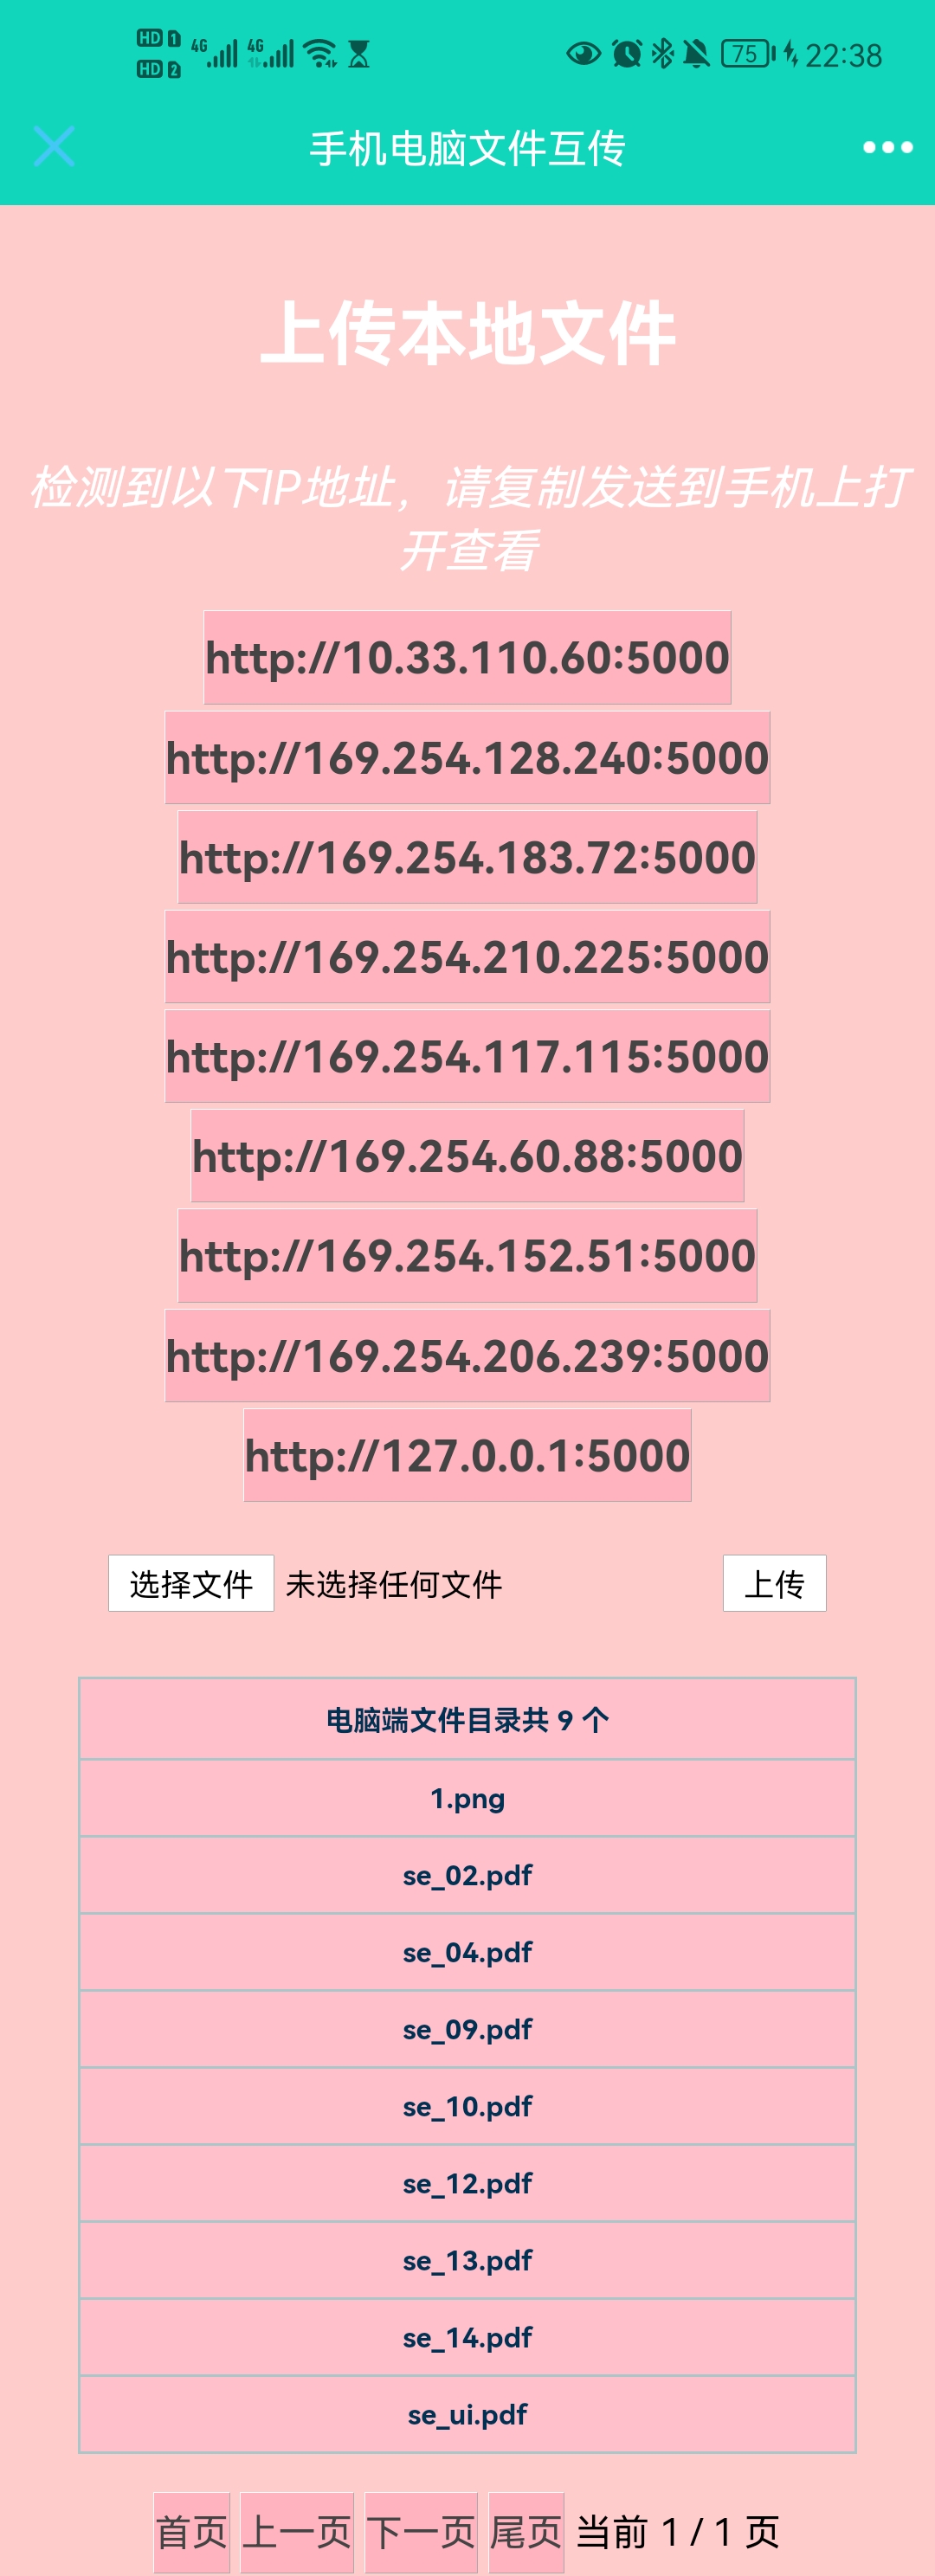 HD 1 4G 4G 75 22:38
HD 2
手机电脑文件互传
上传本地文件
检测到以下IP地址，请复制发送到手机上打
开查看
http://10.33.110.60:5000
http://169.254.128.240:5000
http://169.254.183.72:5000
http://169.254.210.225:5000
http://169.254.117.115:5000
http://169.254.60.88:5000
http://169.254.152.51:5000
http://169.254.206.239:5000
http://127.0.0.1:5000
选择文件 未选择任何文件 上传
电脑端文件目录共 9 个
1.png
se_02.pdf
se_04.pdf
se_09.pdf
se_10.pdf
se_12.pdf
se_13.pdf
se_14.pdf
se_ui.pdf
首页 上一页 下一页 尾页 当前 1 / 1 页